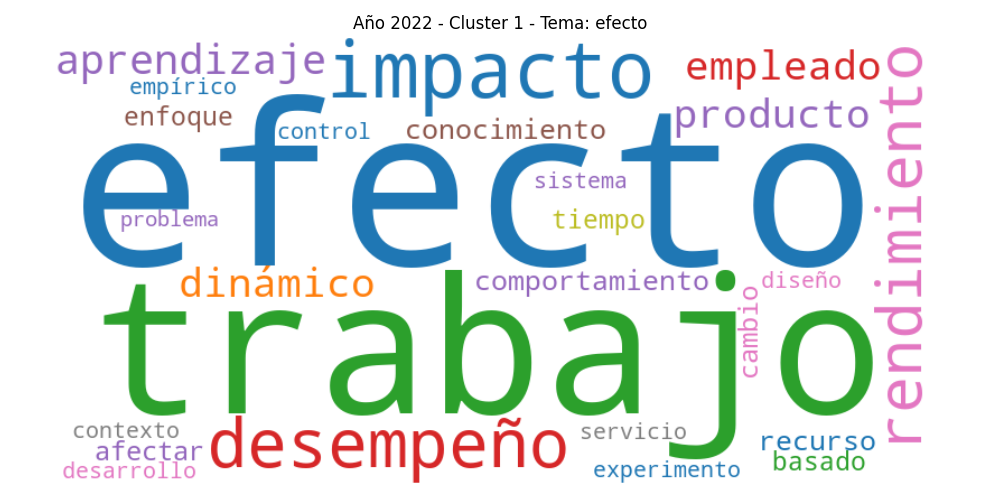 Año 2022 - Cluster 1 - Tema: efecto
aprendizaje
impacto
empleado
rendimiento
empírico
enfoque
control
conocimiento
producto
efecto
sistema
problema
tiempo
dinámico
comportamiento
diseño
cambio
trabajo
contexto
desempeño
servicio
afectar
recurso
desarrollo
experimento
basado